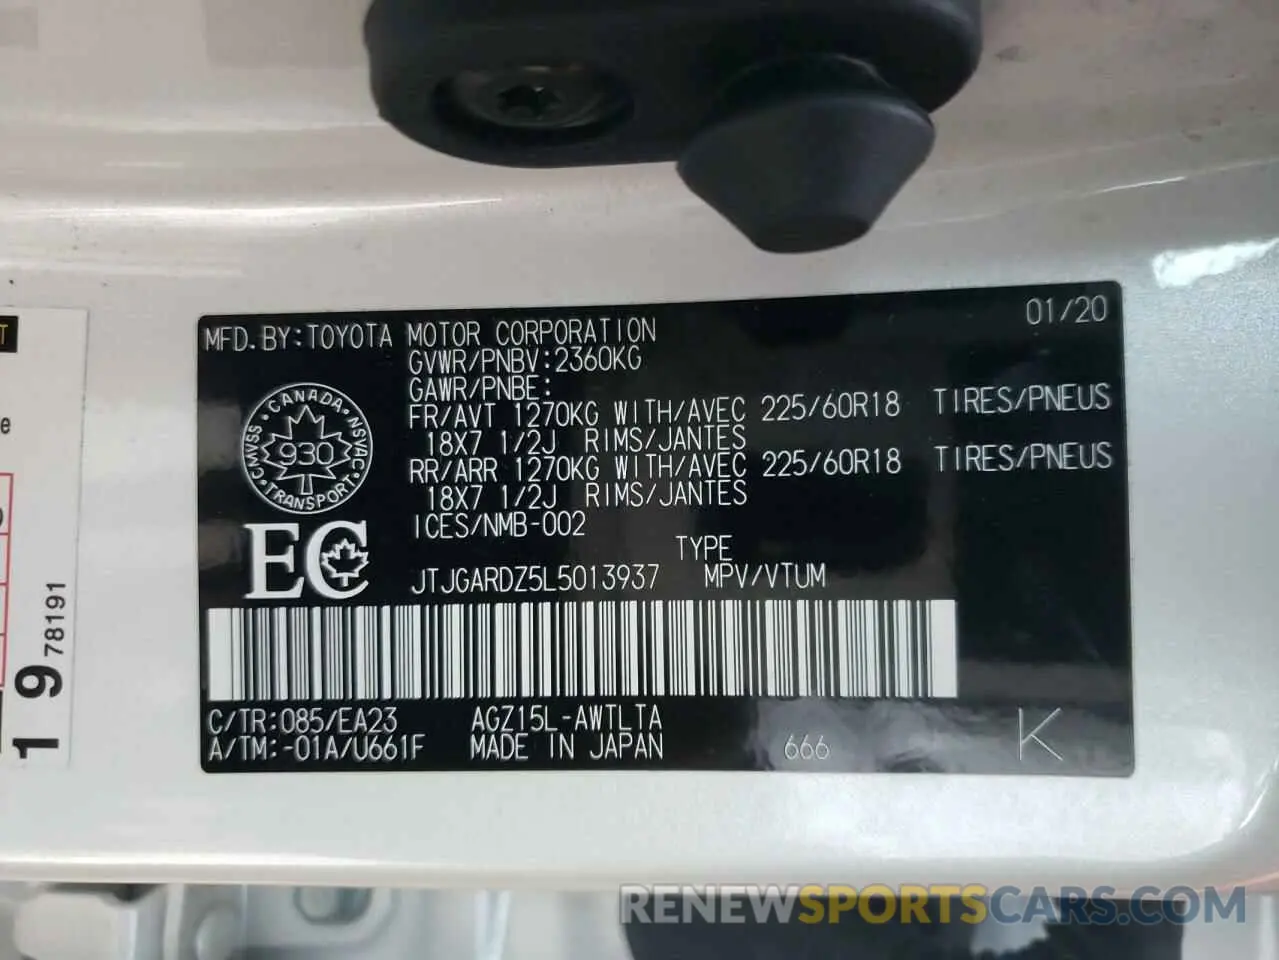 MFD. BY:TOYOTA MOTOR CORPORATION 01/20
GVWR/PNBV:2360KG
GAWR/PNBE:
FR/AVT 1270KG WITH/AVEC 225/60R18 TIRES/PNEUS
18X7 1/2J RIMS/JANTES
RR/ARR 1270KG WITH/AVEC 225/60R18 TIRES/PNEUS
18X7 1/2J RIMS/JANTES
ICES/NMB-002
CANADA
CMVSS 930 NSVAC
TRANSPORT
EC
TYPE
JTJGARDZ5L5013937 MPV/VTUM
C/TR:085/EA23 AGZ15L-AWTLTA
A/TM:-01A/U661F MADE IN JAPAN 666 K
T
e
1 9 78191
RENEWSPORTSCARS.COM